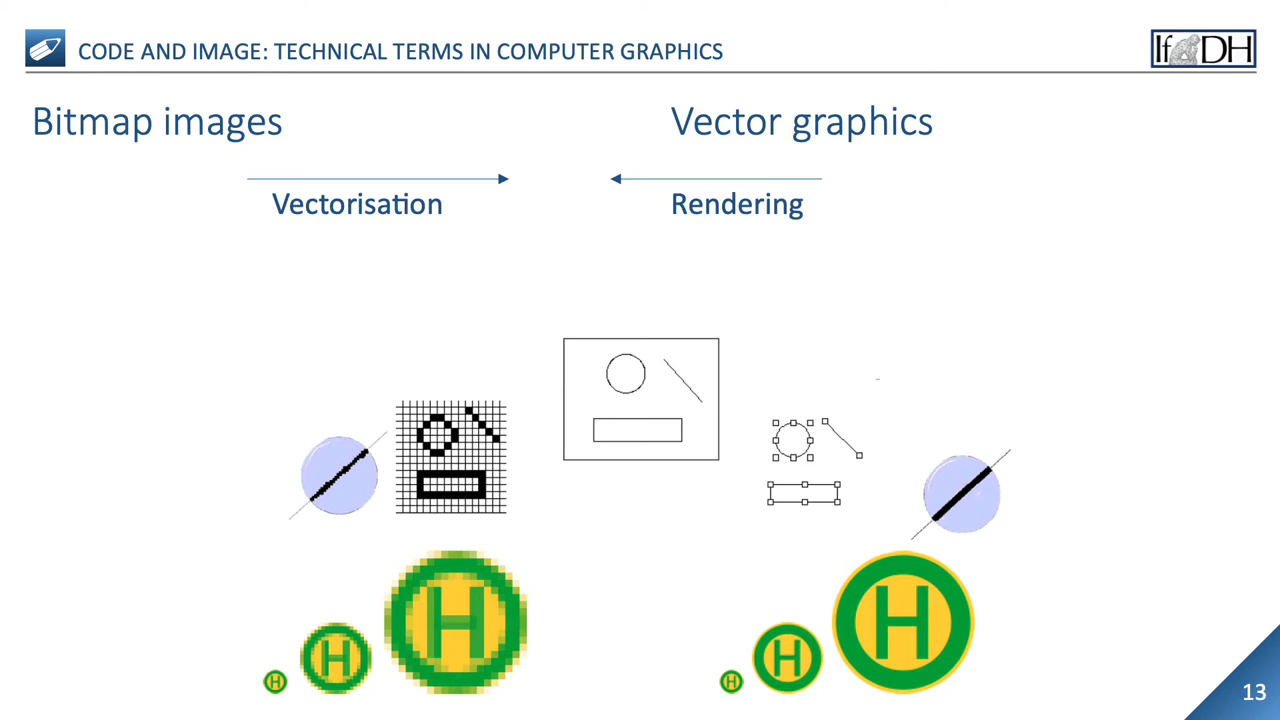 CODE AND IMAGE: TECHNICAL TERMS IN COMPUTER GRAPHICS
IfDH
Bitmap images
Vector graphics
Vectorisation
Rendering
H
H
H
H
H
H
13